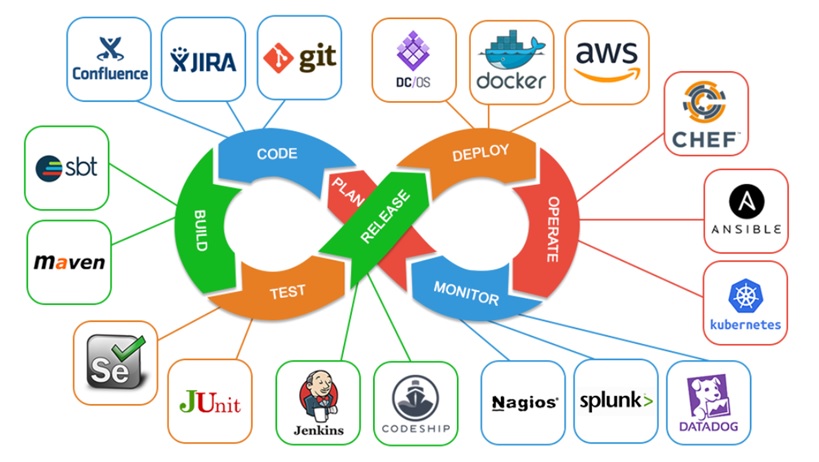 Confluence
JIRA
git
DC/OS
docker
aws
CHEF™
sbt
CODE
DEPLOY
PLAN
RELEASE
BUILD
OPERATE
ANSIBLE
maven
TEST
MONITOR
kubernetes
Se
JUnit
Jenkins
CODESHIP
Nagios®
splunk>
DATADOG